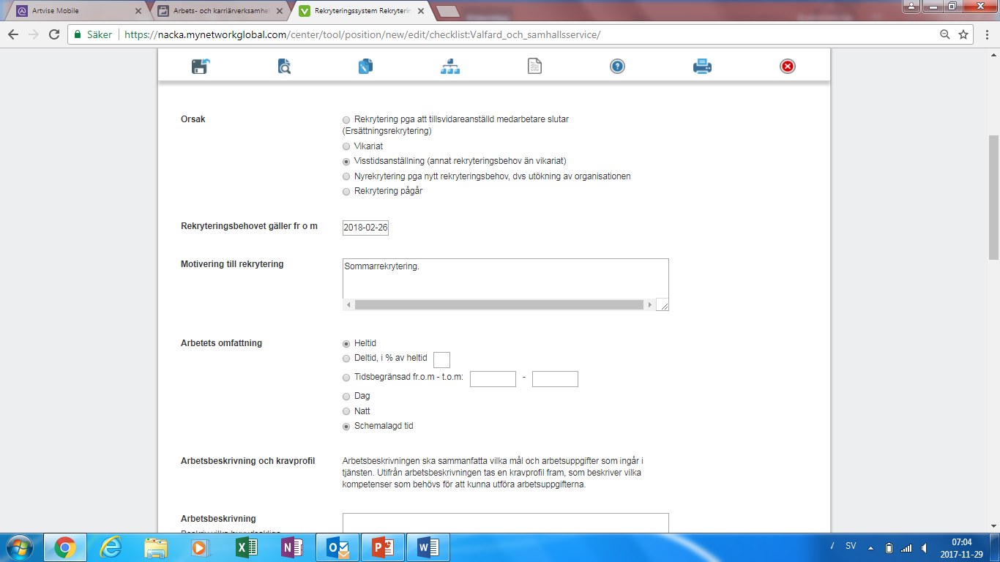 Artvise Mobile
Arbets- och karriärverksamhe
Rekryteringssystem Rekryterin
Säker
https://nacka.mynetworkglobal.com/center/tool/position/new/edit/checklist:Valfard_och_samhallsservice/
Orsak
Rekrytering pga att tillsvidareanställd medarbetare slutar
(Ersättningsrekrytering)
Vikariat
Visstidsanställning (annat rekryteringsbehov än vikariat)
Nyrekrytering pga nytt rekryteringsbehov, dvs utökning av organisationen
Rekrytering pågår
Rekryteringsbehovet gäller fr o m
2018-02-26
Motivering till rekrytering
Sommarrekrytering.
Arbetets omfattning
Heltid
Deltid, i % av heltid
Tidsbegränsad fr.o.m - t.o.m:
-
Dag
Natt
Schemalagd tid
Arbetsbeskrivning och kravprofil
Arbetsbeskrivningen ska sammanfatta vilka mål och arbetsuppgifter som ingår i
tjänsten. Utifrån arbetsbeskrivningen tas en kravprofil fram, som beskriver vilka
kompetenser som behövs för att kunna utföra arbetsuppgifterna.
Arbetsbeskrivning
SV
07:04
2017-11-29